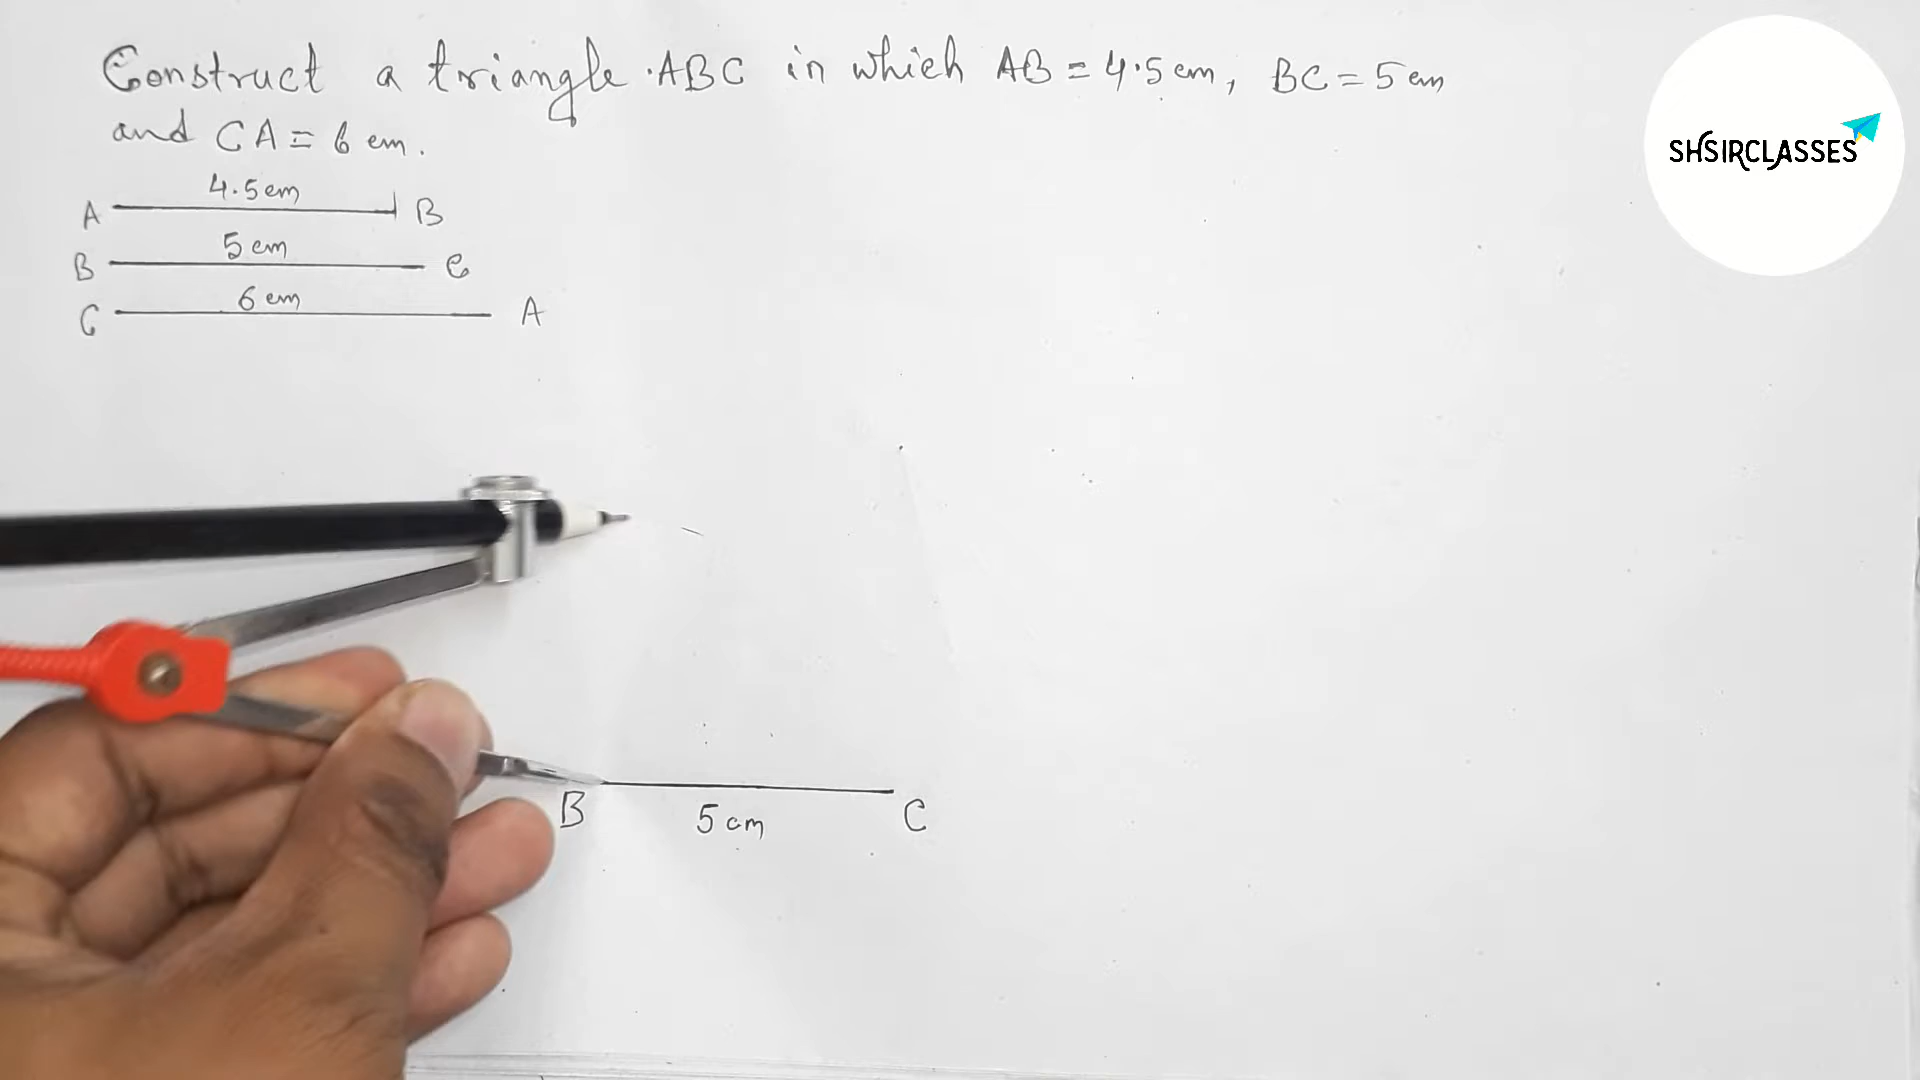 Construct a triangle ABC in which AB = 4.5 cm, BC = 5 cm
and CA = 6 cm.
A 4.5 cm B
B 5 cm C
C 6 cm A
B 5 cm C
SHSIRCLASSES